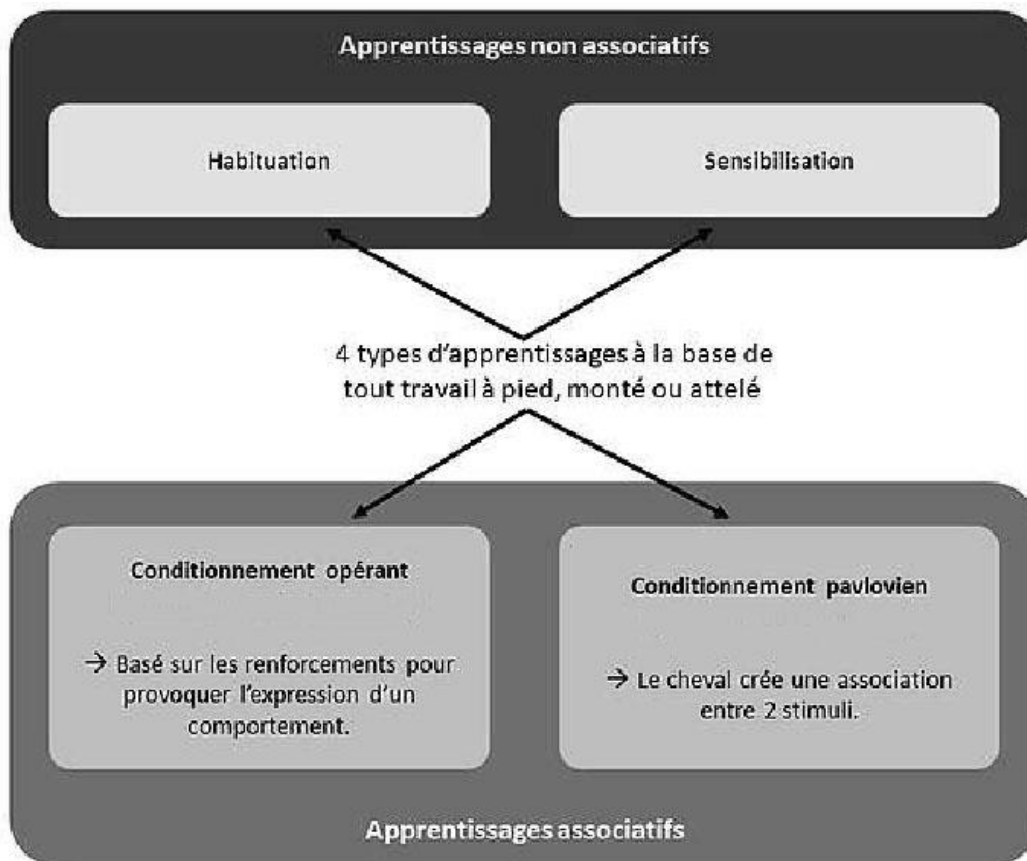 Apprentissages non associatifs
Habituation
Sensibilisation
4 types d'apprentissages à la base de
tout travail à pied, monté ou attelé
Conditionnement opérant
→ Basé sur les renforcements pour
provoquer l'expression d'un
comportement.
Conditionnement pavlovien
→ Le cheval crée une association
entre 2 stimuli.
Apprentissages associatifs